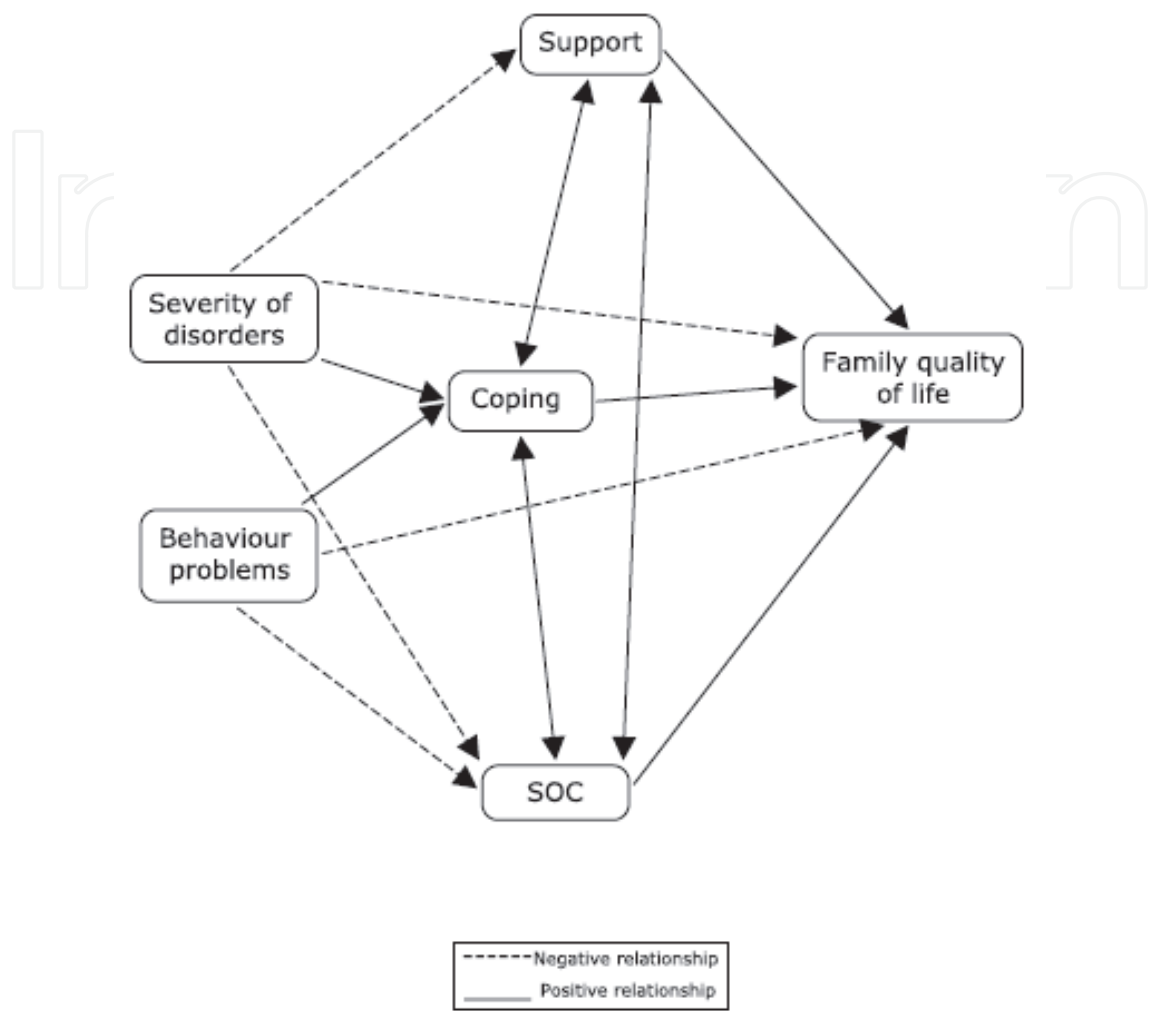 Support
Severity of
disorders
Family quality
of life
Coping
Behaviour
problems
SOC
Negative relationship
Positive relationship